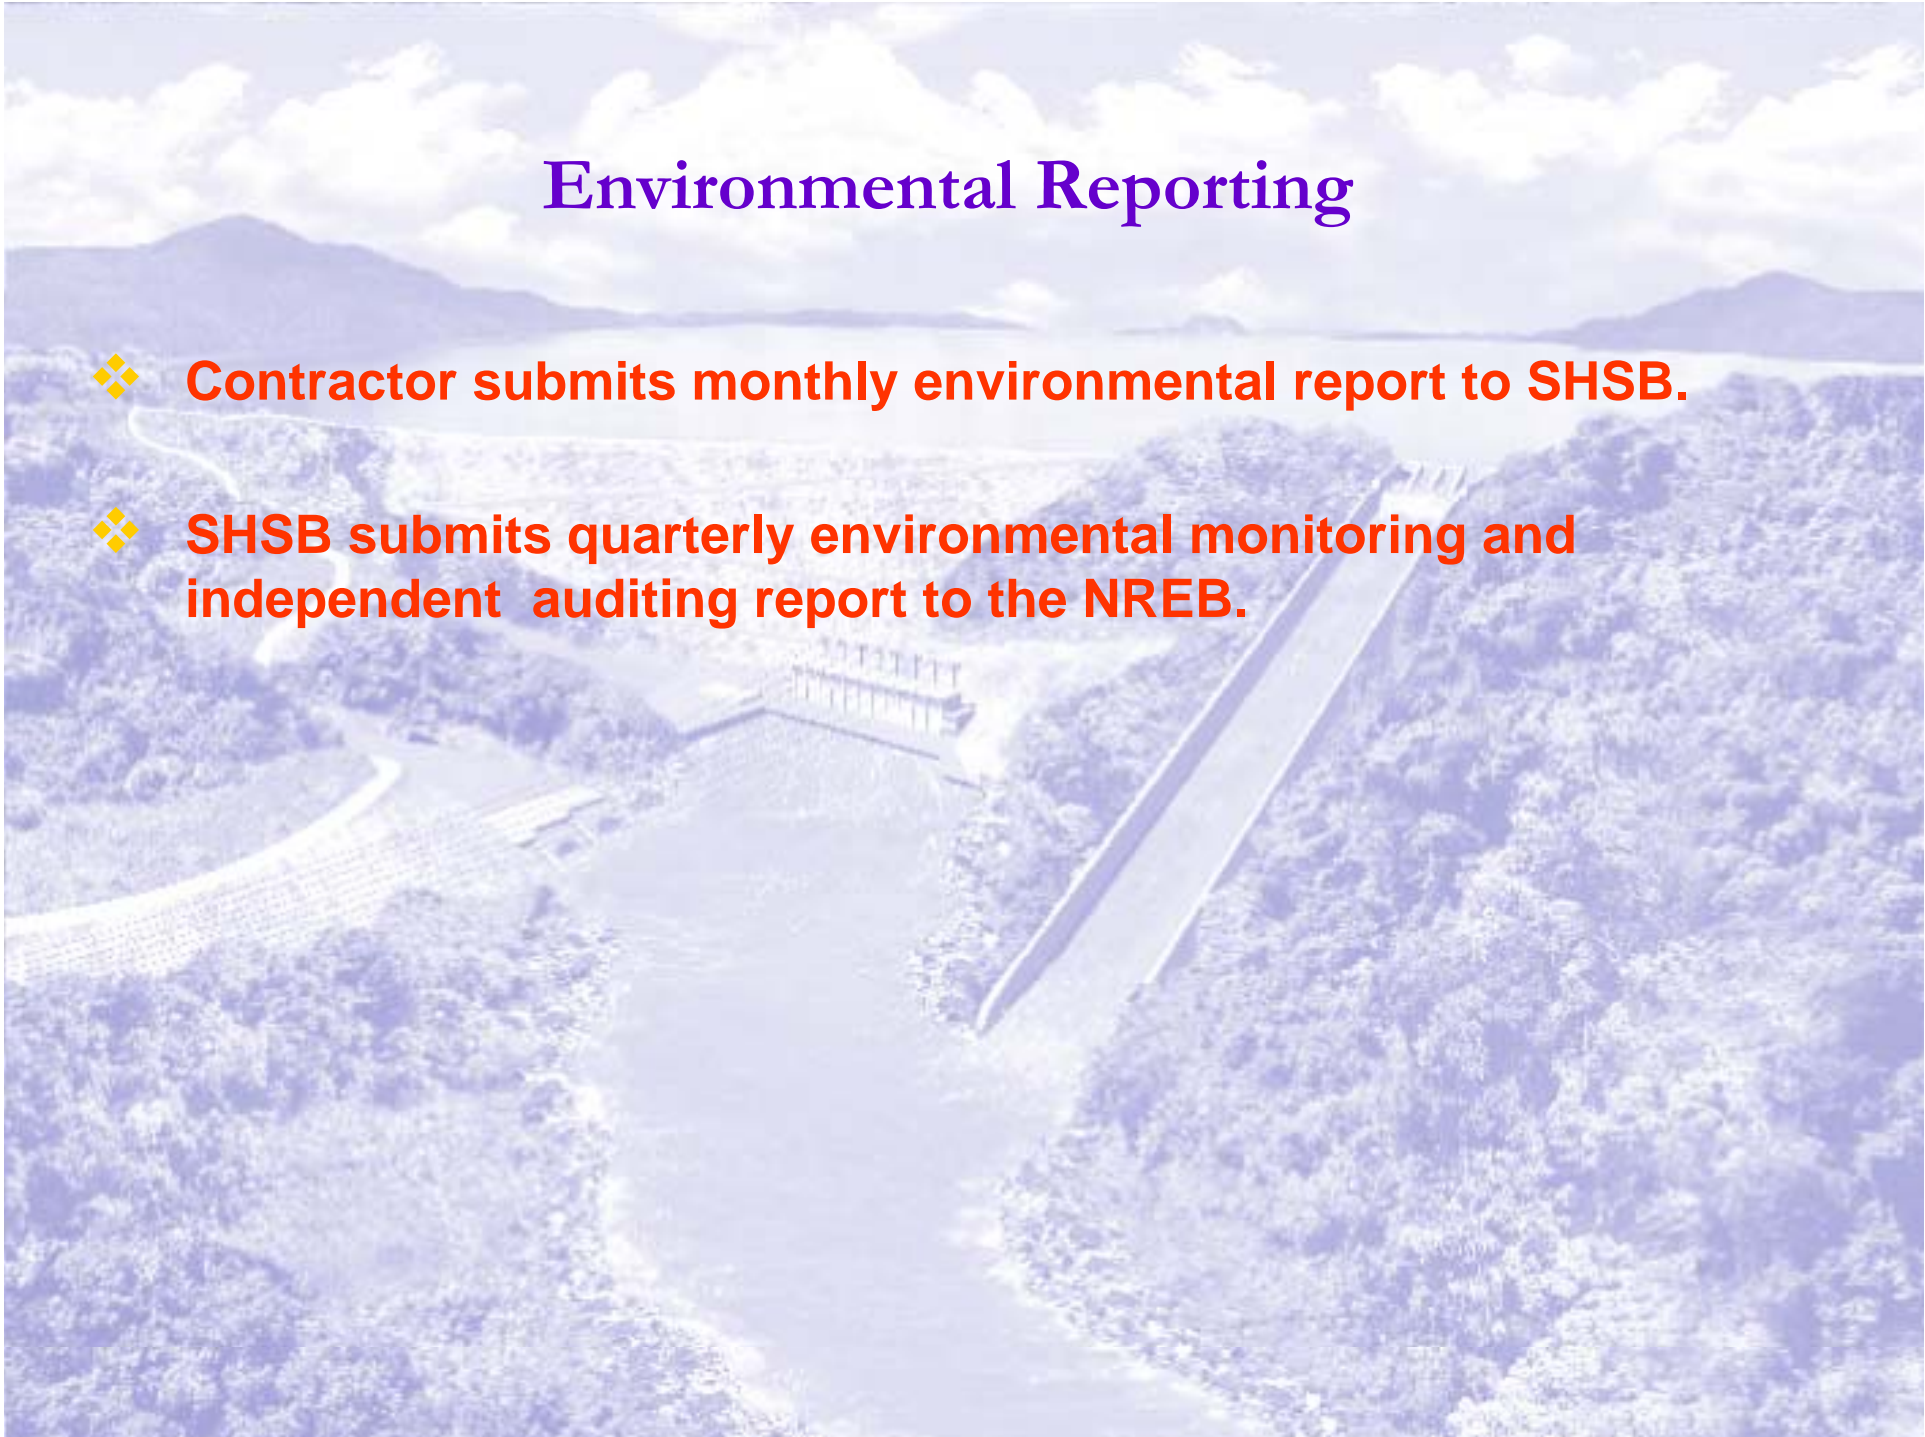 Environmental Reporting
Contractor submits monthly environmental report to SHSB.
SHSB submits quarterly environmental monitoring and
independent  auditing report to the NREB.